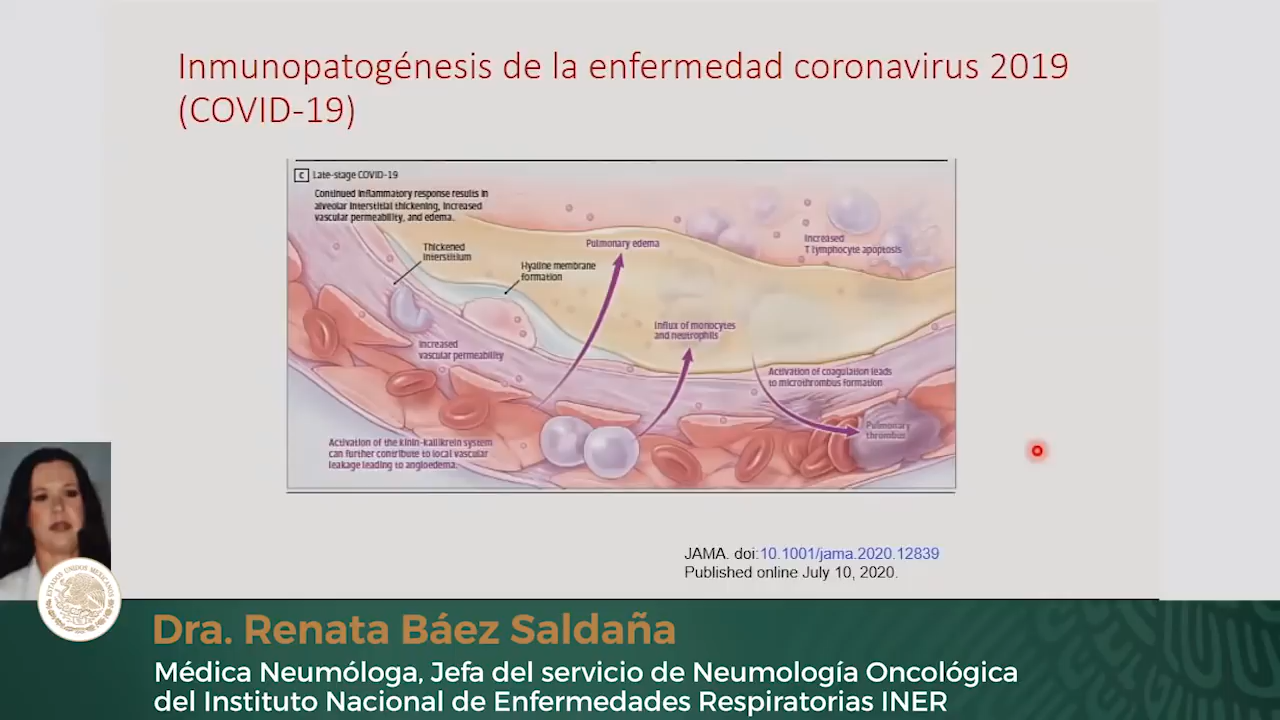 Inmunopatogénesis de la enfermedad coronavirus 2019
(COVID-19)
C Late-stage COVID-19
Continued inflammatory response results in
alveolar interstitial thickening, increased
vascular permeability, and edema.
Thickened
interstitium
Hyaline membrane
formation
Pulmonary edema
Increased
T lymphocyte apoptosis
Influx of monocytes
and neutrophils
Increased
vascular permeability
Activation of coagulation leads
to microthrombus formation
Pulmonary
thrombus
Activation of the kinin-kallikrein system
can further contribute to local vascular
leakage leading to angioedema.
JAMA. doi:10.1001/jama.2020.12839
Published online July 10, 2020.
ESTADOS UNIDOS MEXICANOS
Dra. Renata Báez Saldaña
Médica Neumóloga, Jefa del servicio de Neumología Oncológica
del Instituto Nacional de Enfermedades Respiratorias INER